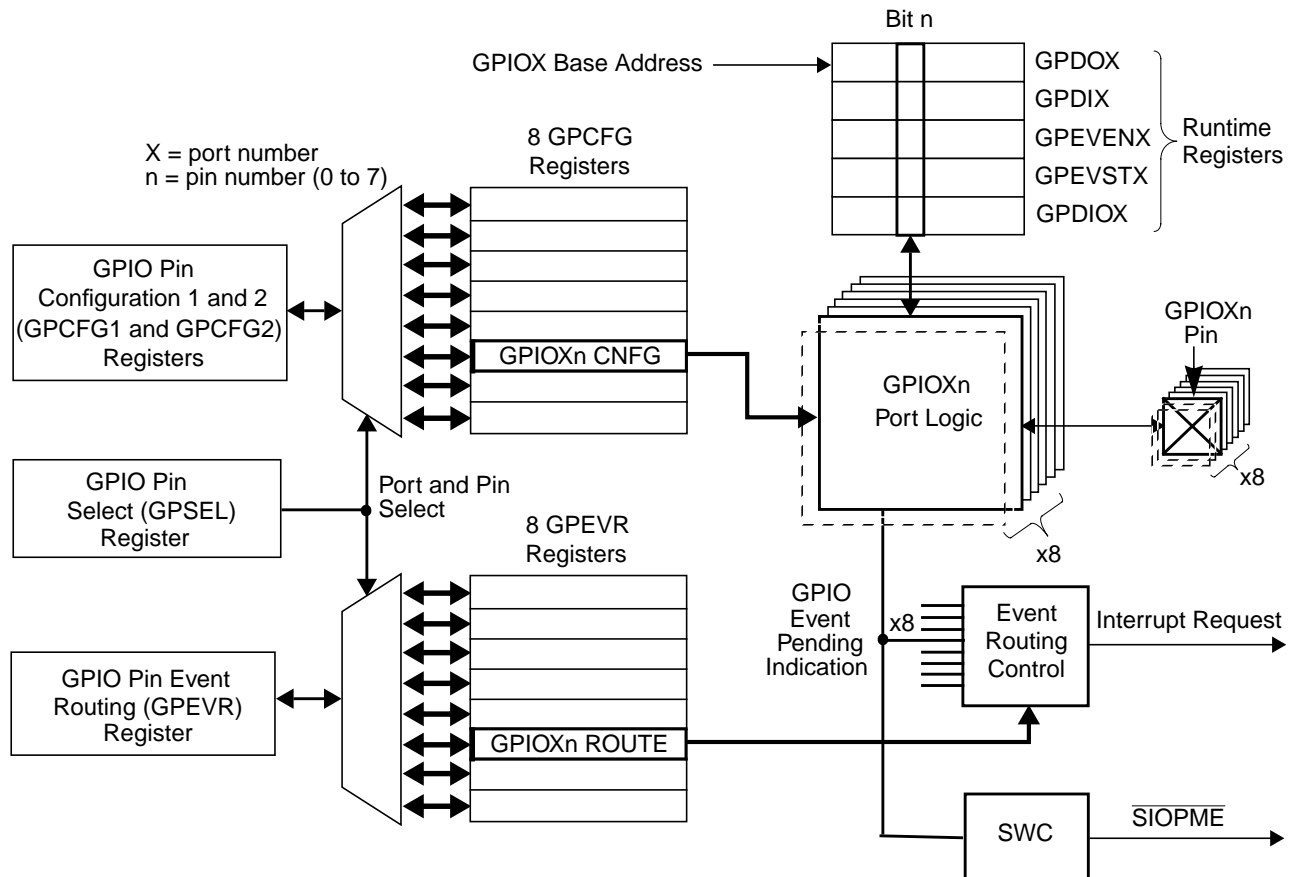 Bit n
GPIOX Base Address
GPDOX
GPDIX
GPEVENX
GPEVSTX
GPDIOX
Runtime
Registers
X = port number
n = pin number (0 to 7)
8 GPCFG
Registers
GPIO Pin
Configuration 1 and 2
(GPCFG1 and GPCFG2)
Registers
GPIOXn CNFG
GPIOXn
Port Logic
x8
GPIOXn
Pin
x8
GPIO Pin
Select (GPSEL)
Register
Port and Pin
Select
8 GPEVR
Registers
GPIO Pin Event
Routing (GPEVR)
Register
GPIOXn ROUTE
GPIO
Event
Pending
Indication
x8
Event
Routing
Control
Interrupt Request
SWC
SIOPME